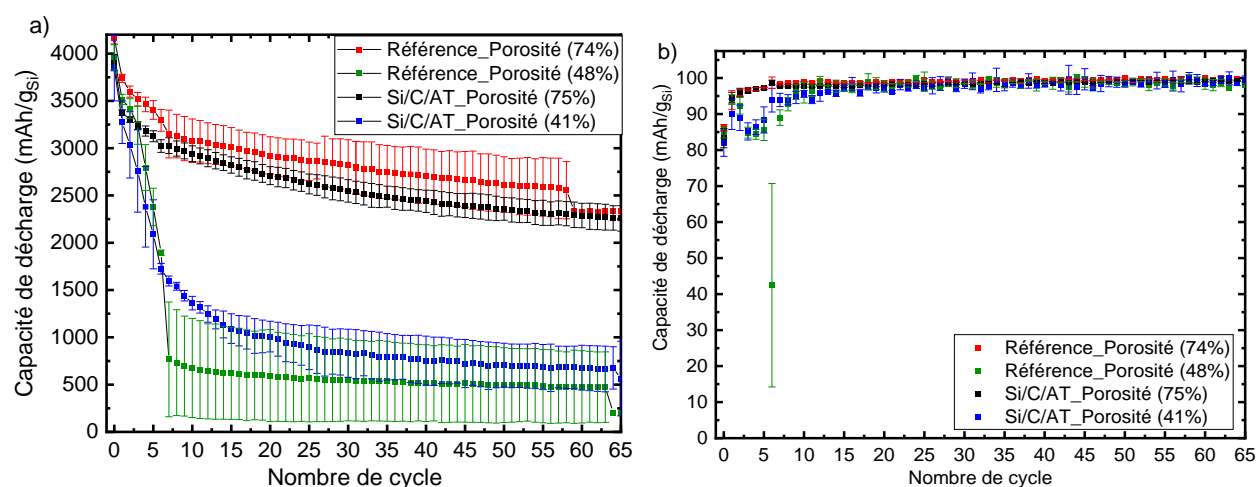 a)
Capacité de décharge (mAh/gSi)
4000
3500
3000
2500
2000
1500
1000
500
0
Référence_Porosité (74%)
Référence_Porosité (48%)
Si/C/AT_Porosité (75%)
Si/C/AT_Porosité (41%)
0 5 10 15 20 25 30 35 40 45 50 55 60 65
Nombre de cycle
b)
Capacité de décharge (mAh/gSi)
100
90
80
70
60
50
40
30
20
10
0
Référence_Porosité (74%)
Référence_Porosité (48%)
Si/C/AT_Porosité (75%)
Si/C/AT_Porosité (41%)
0 5 10 15 20 25 30 35 40 45 50 55 60 65
Nombre de cycle